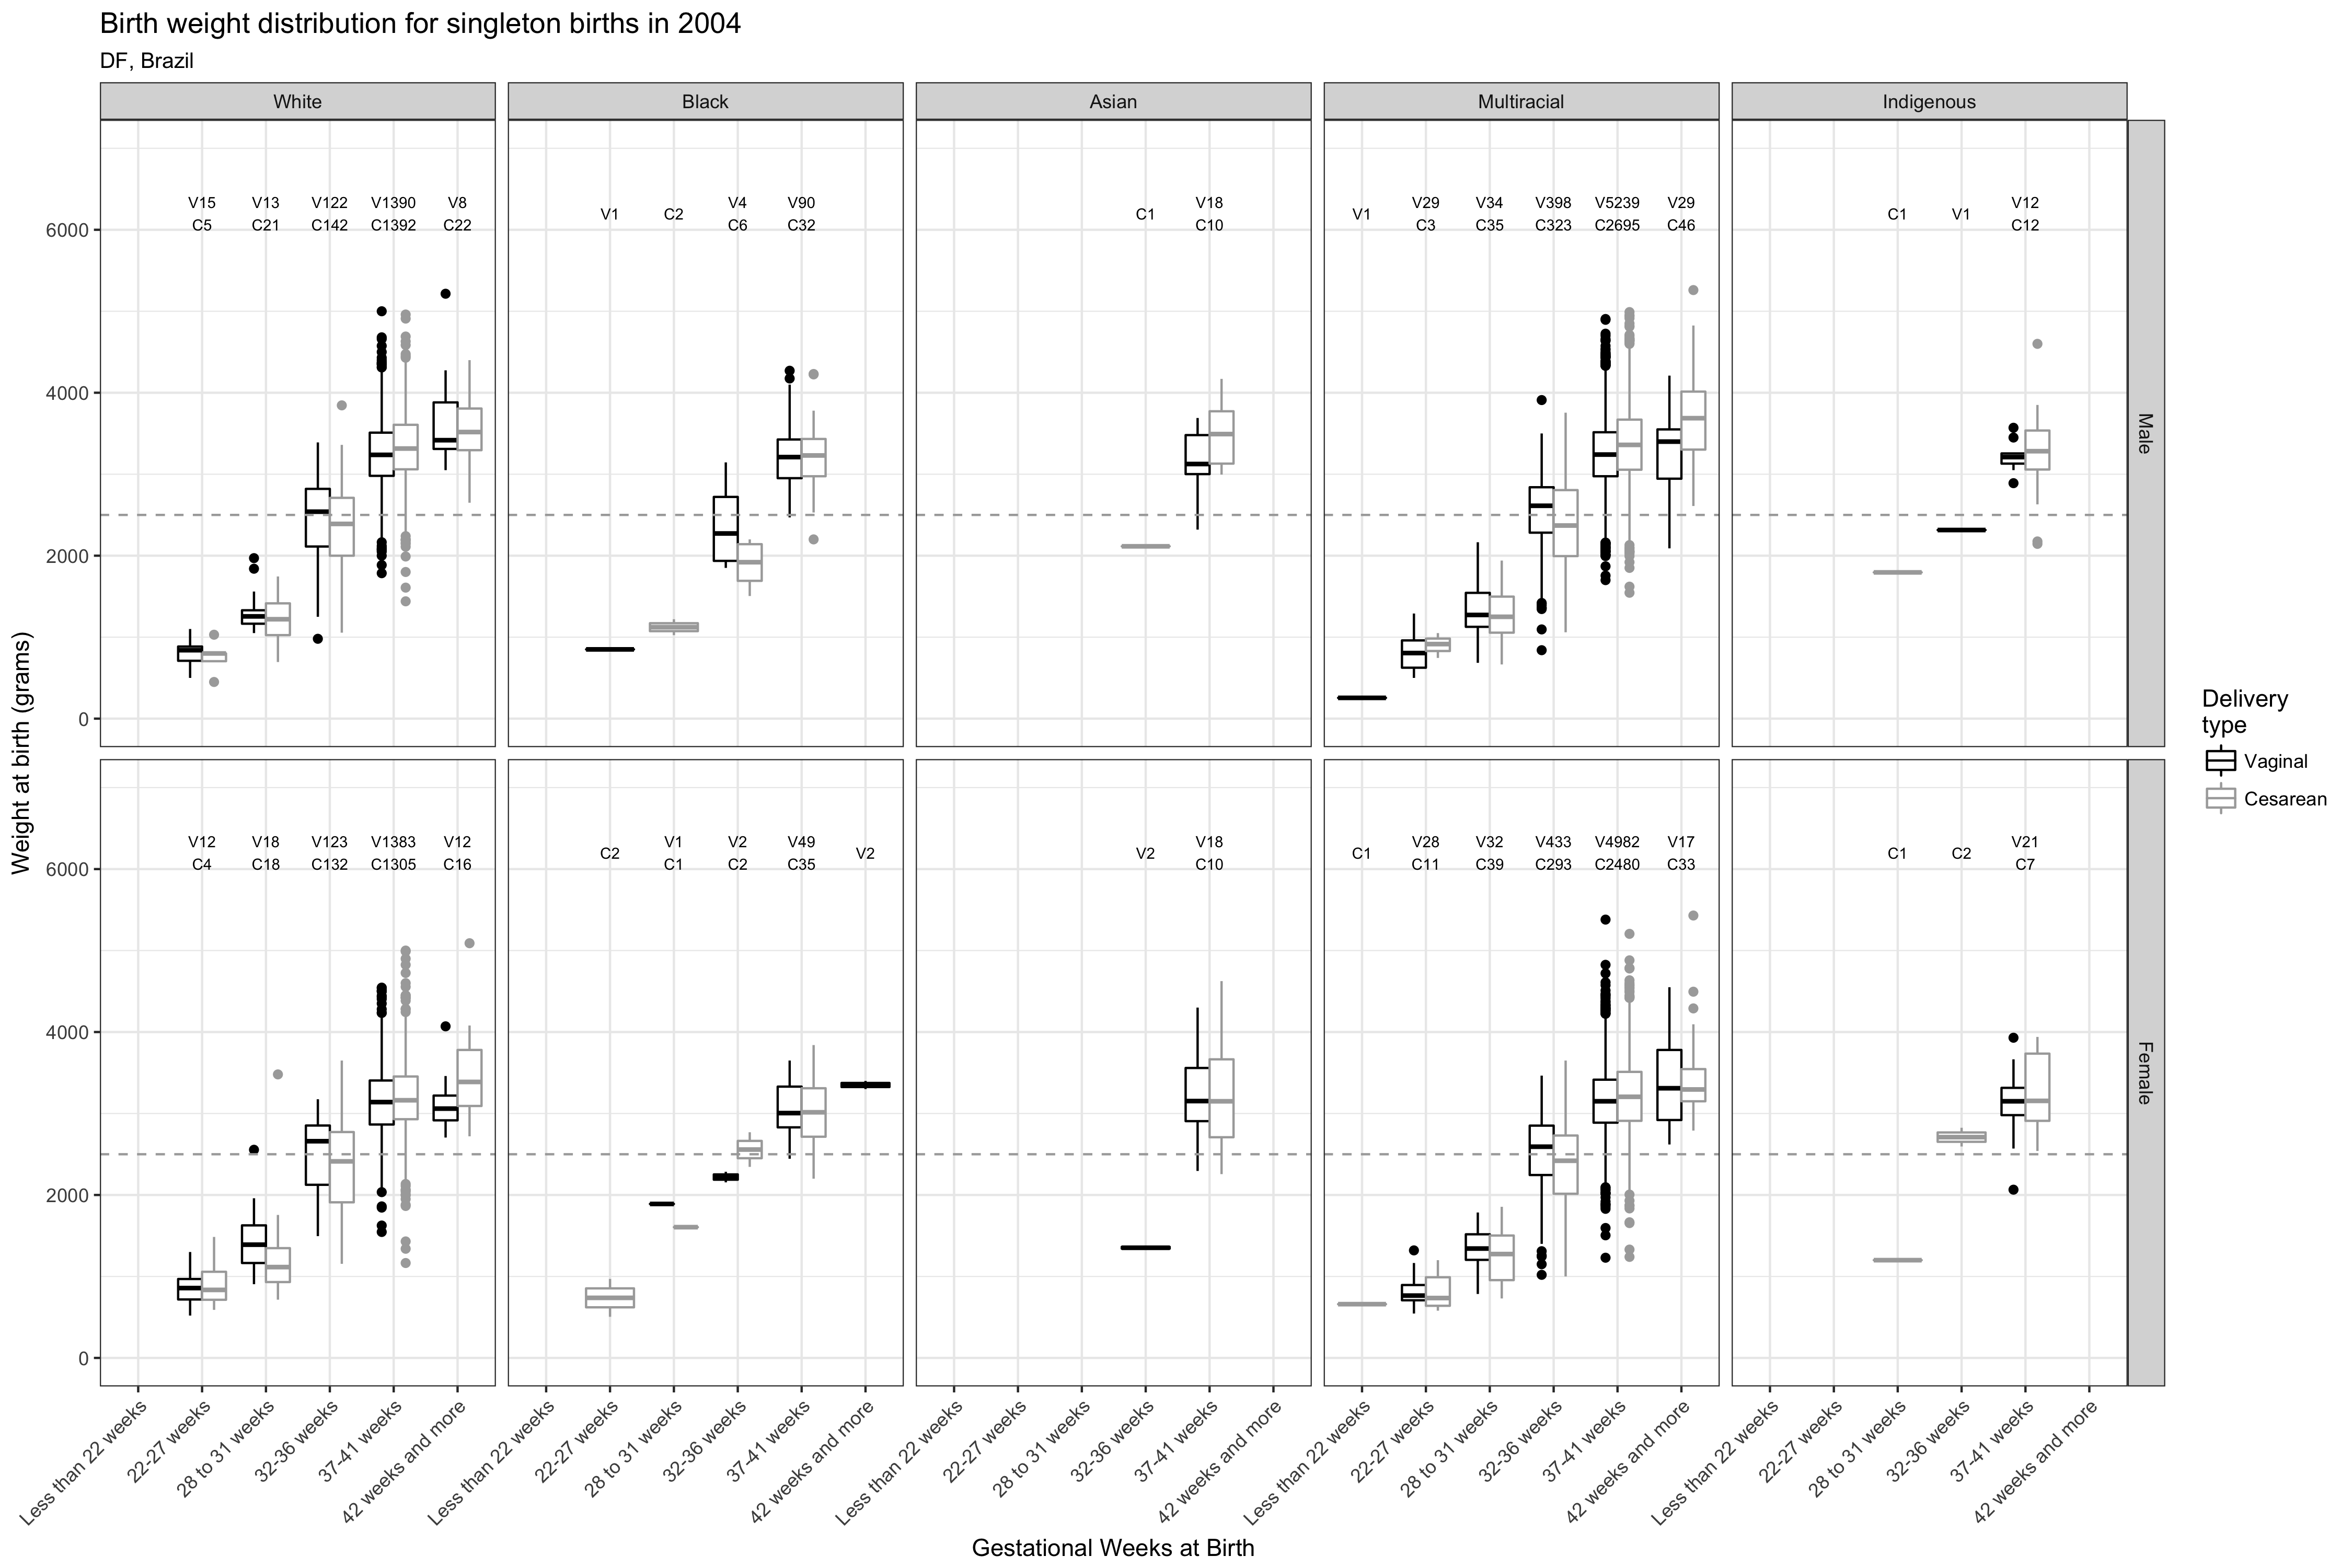 Birth weight distribution for singleton births in 2004
DF, Brazil
White Black Asian Multiracial Indigenous
V15 V13 V122 V1390 V8 V1 C2 V4 V90 C1 V18 V1 V29 V34 V398 V5239 V29 C1 V1 V12
C5 C21 C142 C1392 C22 C6 C32 C10 C3 C35 C323 C2695 C46 C12
6000
4000
2000
0
Male
V12 V18 V123 V1383 V12 C2 V1 V2 V49 V2 V2 V18 C1 V28 V32 V433 V4982 V17 C1 C2 V21
C4 C18 C132 C1305 C16 C1 C2 C35 C10 C11 C39 C293 C2480 C33 C7
6000
4000
2000
0
Female
Weight at birth (grams)
Delivery
type
Vaginal
Cesarean
Less than 22 weeks 22-27 weeks 28 to 31 weeks 32-36 weeks 37-41 weeks 42 weeks and more
Less than 22 weeks 22-27 weeks 28 to 31 weeks 32-36 weeks 37-41 weeks 42 weeks and more
Less than 22 weeks 22-27 weeks 28 to 31 weeks 32-36 weeks 37-41 weeks 42 weeks and more
Less than 22 weeks 22-27 weeks 28 to 31 weeks 32-36 weeks 37-41 weeks 42 weeks and more
Less than 22 weeks 22-27 weeks 28 to 31 weeks 32-36 weeks 37-41 weeks 42 weeks and more
Gestational Weeks at Birth